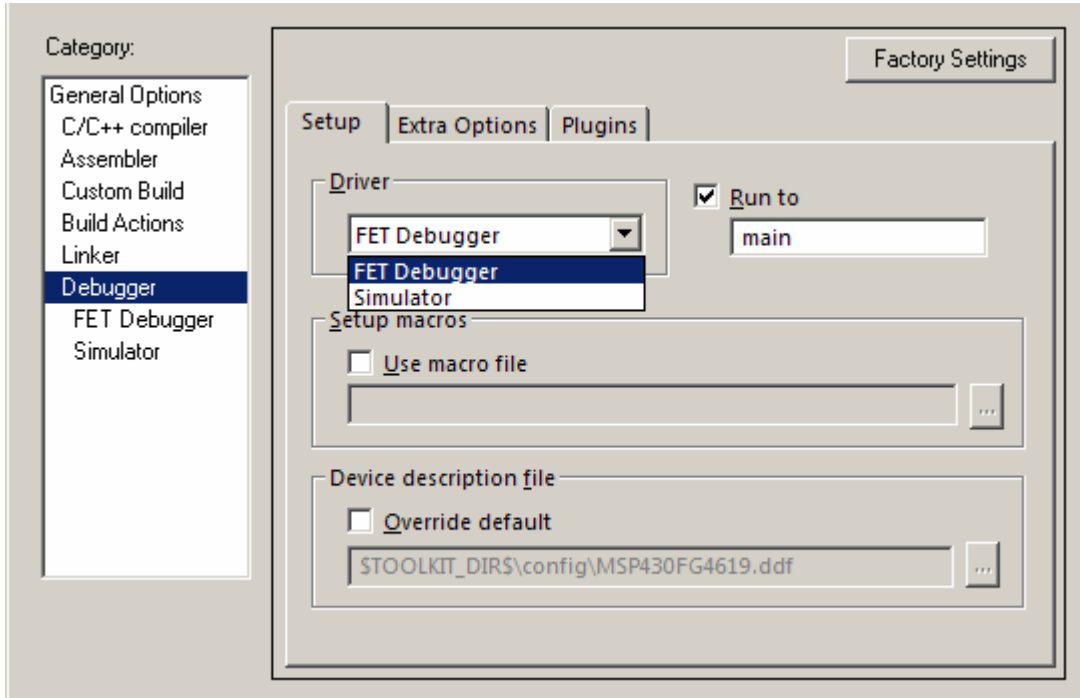 Category:
General Options
C/C++ compiler
Assembler
Custom Build
Build Actions
Linker
Debugger
FET Debugger
Simulator
Factory Settings
Setup
Extra Options
Plugins
Driver
FET Debugger
FET Debugger
Simulator
Run to
main
Setup macros
Use macro file
...
Device description file
Override default
$TOOLKIT_DIR$\config\MSP430FG4619.ddf
...